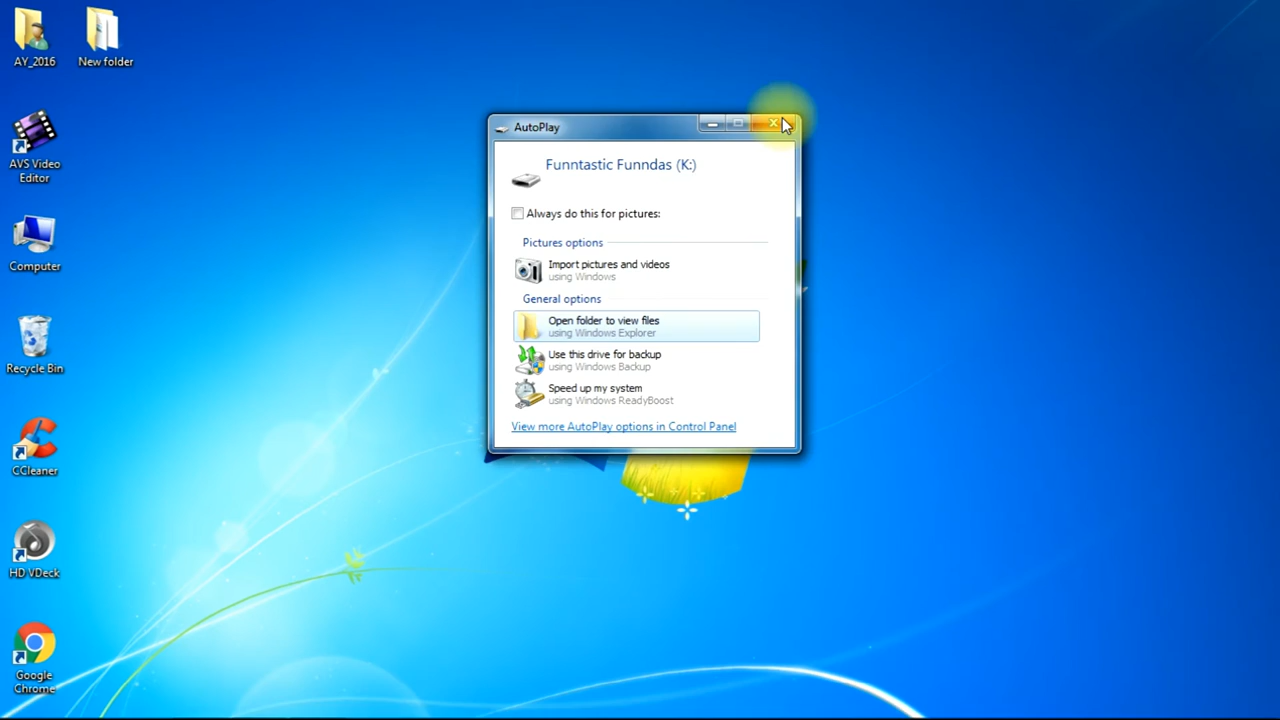 AY_2016
New folder
AVS Video
Editor
Computer
Recycle Bin
CCleaner
HD VDeck
Google
Chrome
AutoPlay
Funntastic Funndas (K:)
Always do this for pictures:
Pictures options
Import pictures and videos
using Windows
General options
Open folder to view files
using Windows Explorer
Use this drive for backup
using Windows Backup
Speed up my system
using Windows ReadyBoost
View more AutoPlay options in Control Panel